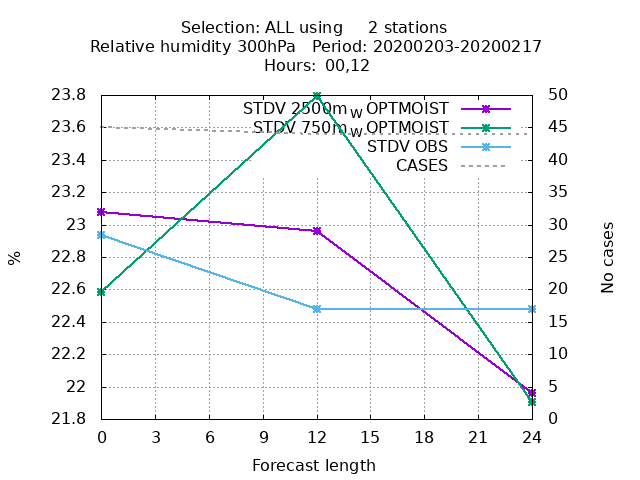 Selection: ALL using     2 stations
Relative humidity 300hPa   Period: 20200203-20200217
Hours: 00,12
23.8
23.6
23.4
23.2
23
22.8
22.6
22.4
22.2
22
21.8
%
STDV 2500m_W OPTMOIST
STDV 750m_W OPTMOIST
STDV OBS
CASES
50
45
40
35
30
25
20
15
10
5
0
No cases
0 3 6 9 12 15 18 21 24
Forecast length